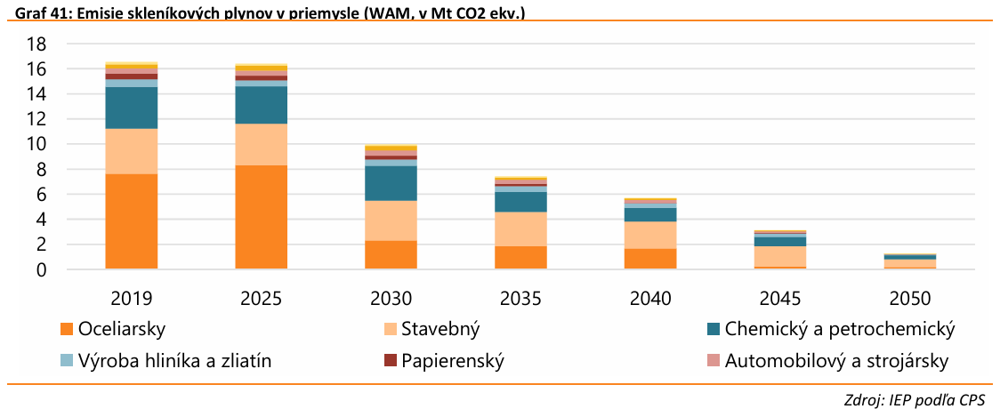 Graf 41: Emisie skleníkových plynov v priemysle (WAM, v Mt CO2 ekv.)
18
16
14
12
10
8
6
4
2
0
2019 2025 2030 2035 2040 2045 2050
Oceliarsky Stavebný Chemický a petrochemický
Výroba hliníka a zliatín Papierenský Automobilový a strojársky
Zdroj: IEP podľa CPS